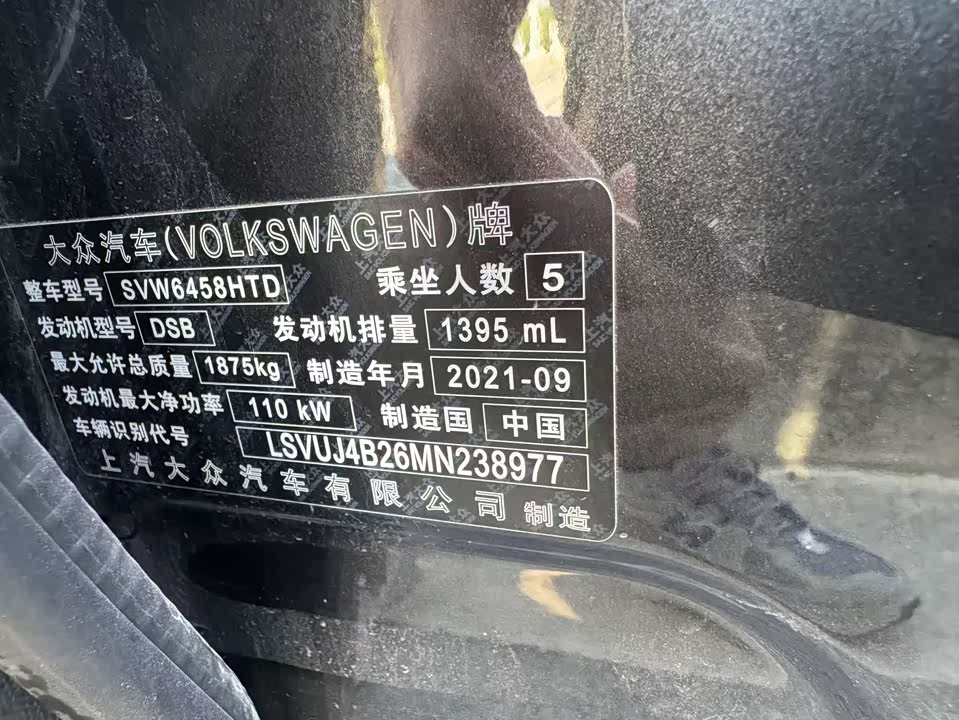 大众汽车(VOLKSWAGEN)牌
整车型号 SVW6458HTD 乘坐人数 5
发动机型号 DSB 发动机排量 1395 mL
最大允许总质量 1875kg 制造年月 2021-09
发动机最大净功率 110 kW 制造国 中国
车辆识别代号 LSVUJ4B26MN238977
上汽大众汽车有限公司制造